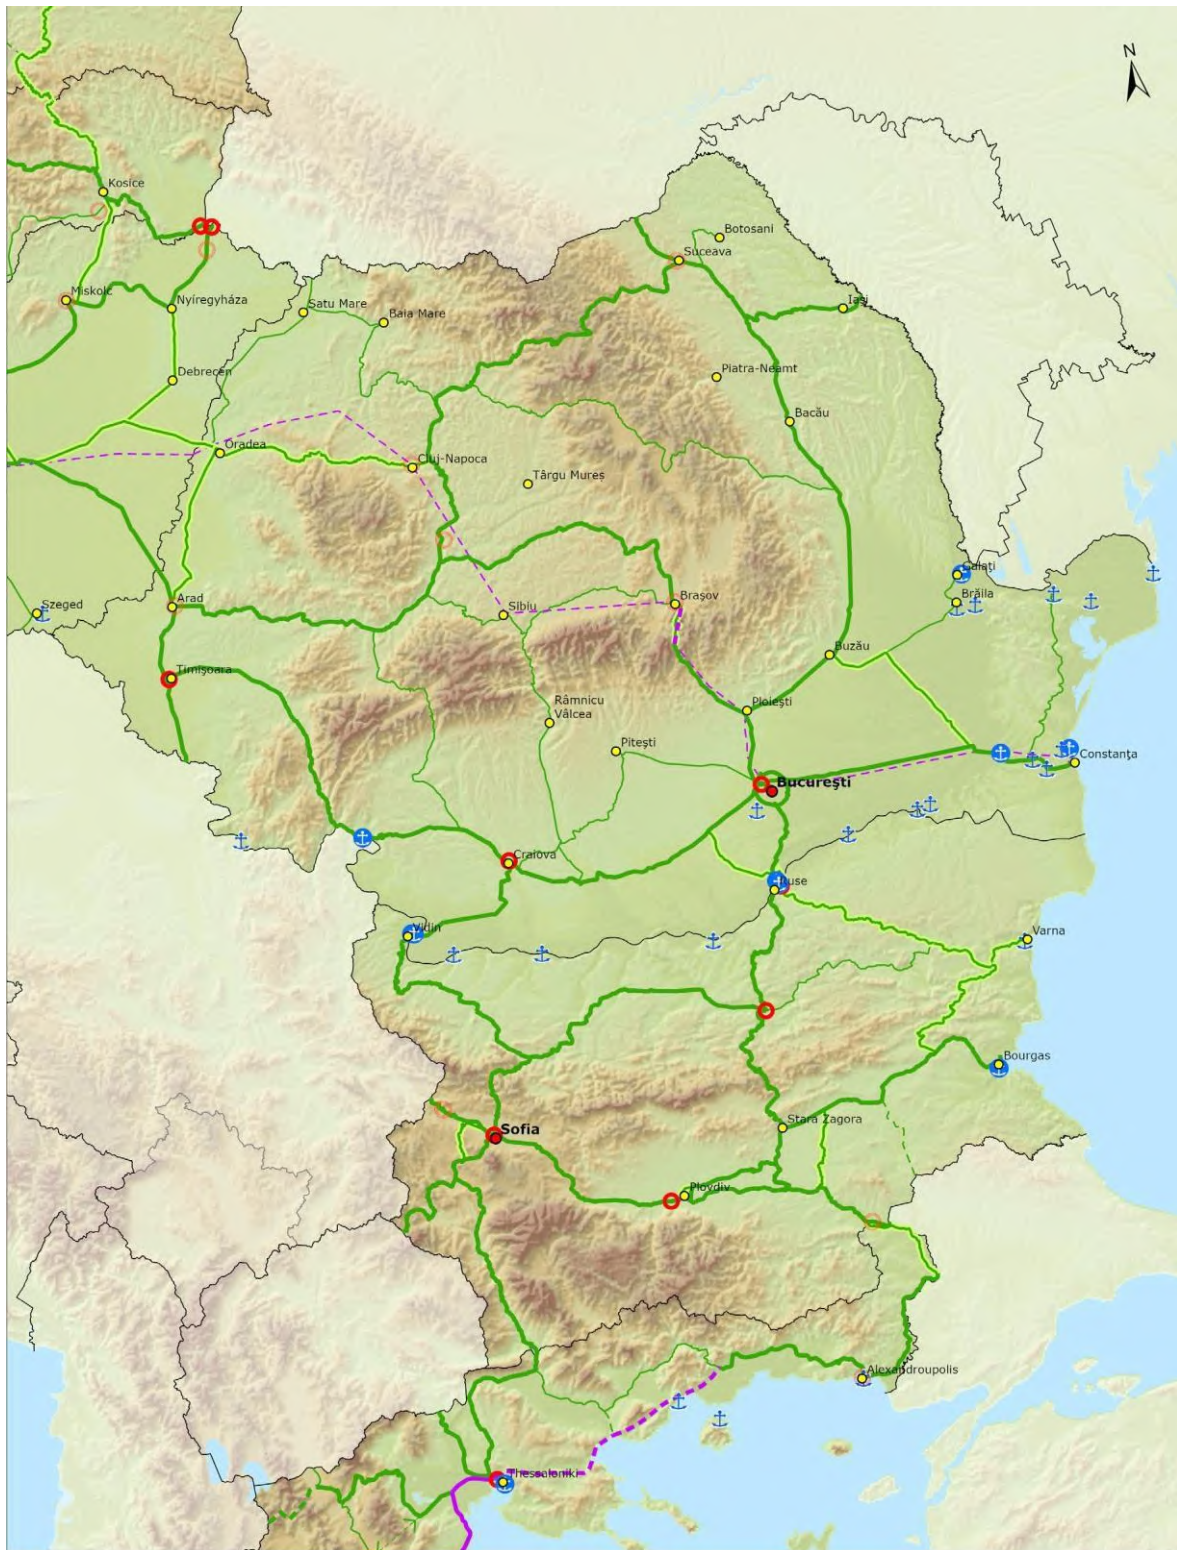 N
Kosice
Botosani
Suceava
Miskolc
Nyíregyháza
Satu Mare
Iași
Baia Mare
Debrecen
Piatra-Neamt
Bacău
Oradea
Cluj-Napoca
Târgu Mures
Galați
Szeged
Arad
Sibiu
Brașov
Brăila
Timișoara
Buzău
Râmnicu
Vâlcea
Ploiești
Pitești
Constanța
București
Craiova
Ruse
Vidin
Varna
Bourgas
Sofia
Stara Zagora
Plovdiv
Alexandroupolis
Thessaloniki